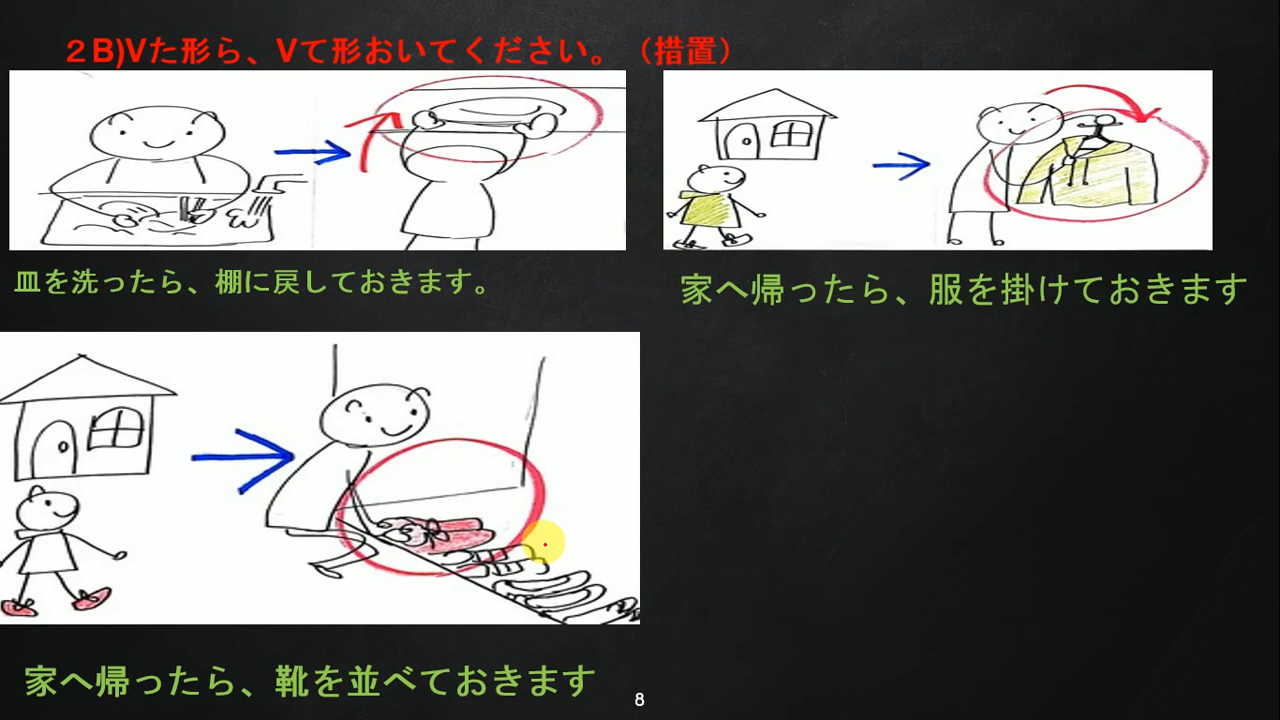 ２B)Vた形ら、Vて形おいてください。（措置）
皿を洗ったら、棚に戻しておきます。
家へ帰ったら、服を掛けておきます
家へ帰ったら、靴を並べておきます
8